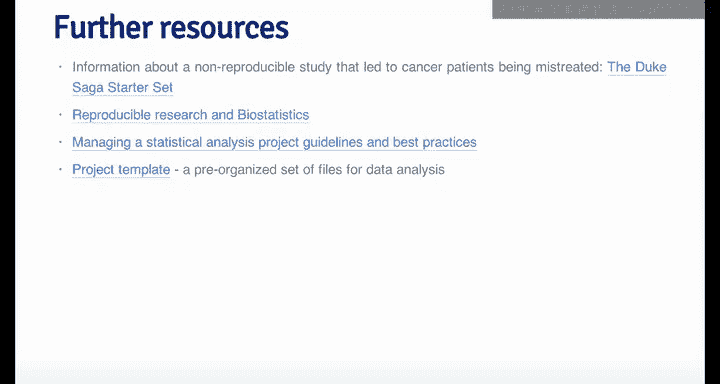 Further resources
· Information about a non-reproducible study that led to cancer patients being mistreated: The Duke
Saga Starter Set
· Reproducible research and Biostatistics
· Managing a statistical analysis project guidelines and best practices
· Project template - a pre-organized set of files for data analysis